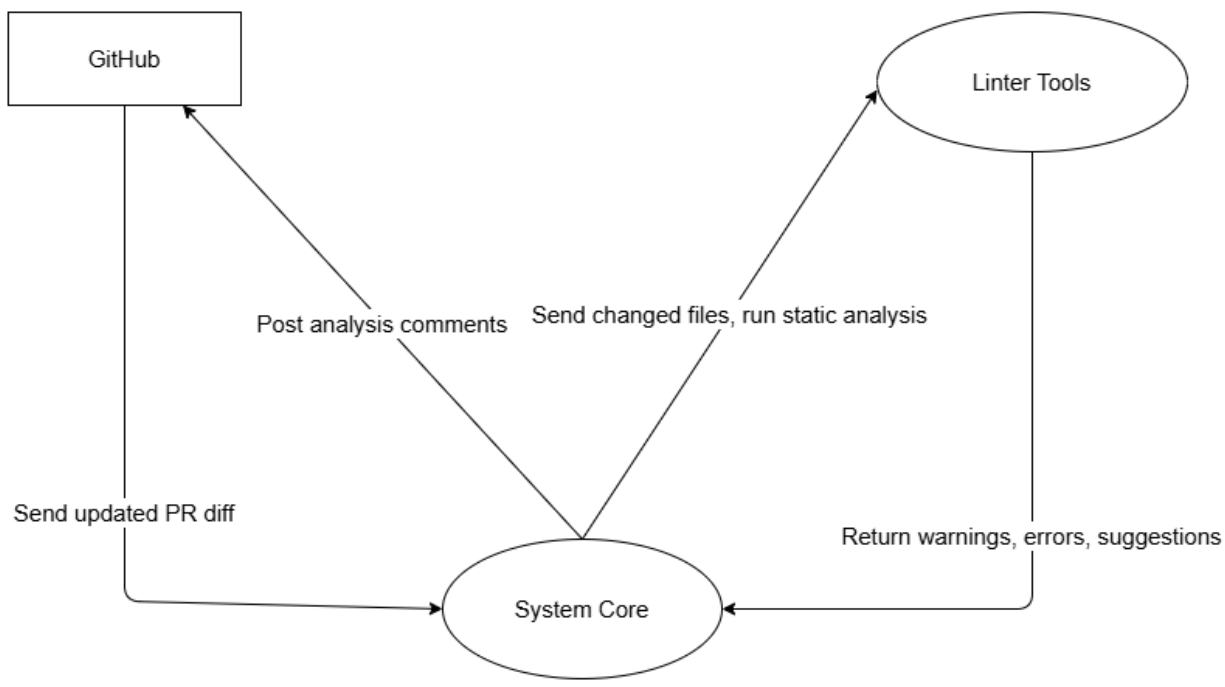 GitHub
Linter Tools
Post analysis comments
Send changed files, run static analysis
Send updated PR diff
Return warnings, errors, suggestions
System Core